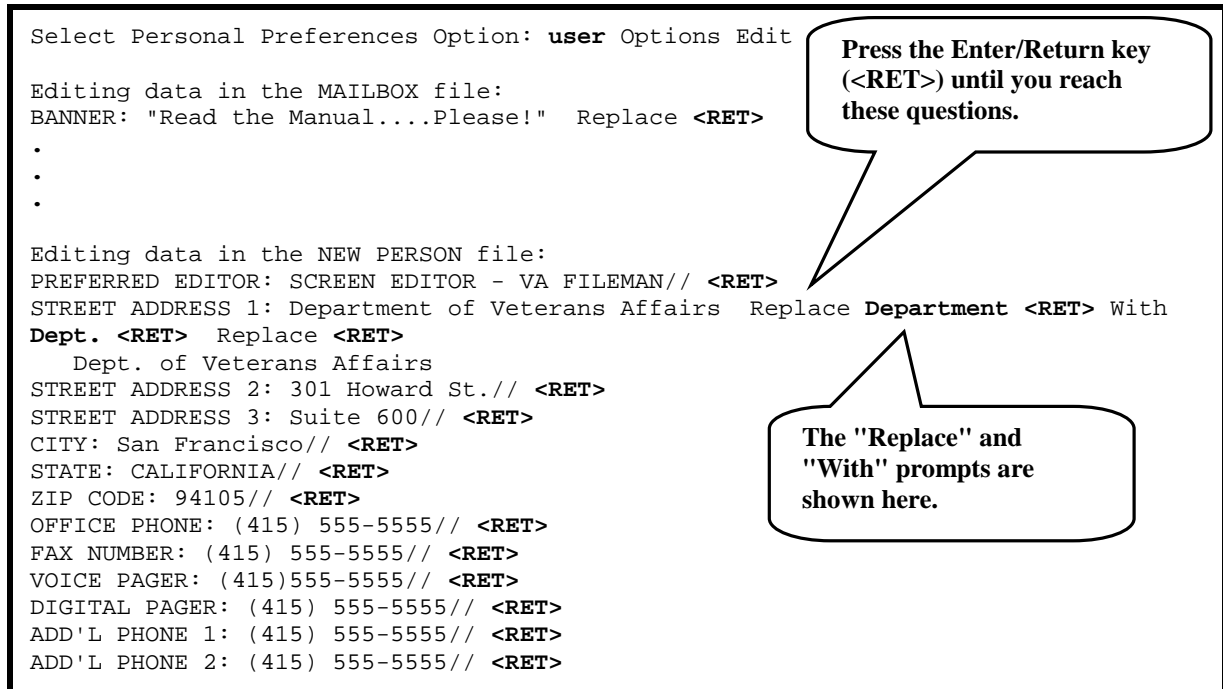 Select Personal Preferences Option: user Options Edit
Press the Enter/Return key
(<RET>) until you reach
these questions.
Editing data in the MAILBOX file:
BANNER: "Read the Manual....Please!"  Replace <RET>
.
.
.
Editing data in the NEW PERSON file:
PREFERRED EDITOR: SCREEN EDITOR - VA FILEMAN// <RET>
STREET ADDRESS 1: Department of Veterans Affairs  Replace Department <RET> With
Dept. <RET>  Replace <RET>
Dept. of Veterans Affairs
STREET ADDRESS 2: 301 Howard St.// <RET>
STREET ADDRESS 3: Suite 600// <RET>
CITY: San Francisco// <RET>
STATE: CALIFORNIA// <RET>
ZIP CODE: 94105// <RET>
OFFICE PHONE: (415) 555-5555// <RET>
FAX NUMBER: (415) 555-5555// <RET>
VOICE PAGER: (415)555-5555// <RET>
DIGITAL PAGER: (415) 555-5555// <RET>
ADD'L PHONE 1: (415) 555-5555// <RET>
ADD'L PHONE 2: (415) 555-5555// <RET>
The "Replace" and
"With" prompts are
shown here.